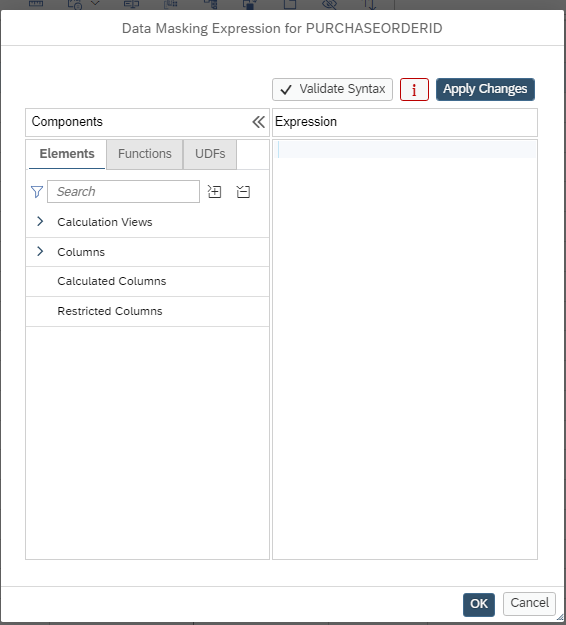 Data Masking Expression for PURCHASEORDERID
Validate Syntax
i
Apply Changes
Components
Expression
Elements
Functions
UDFs
Search
Calculation Views
Columns
Calculated Columns
Restricted Columns
OK
Cancel